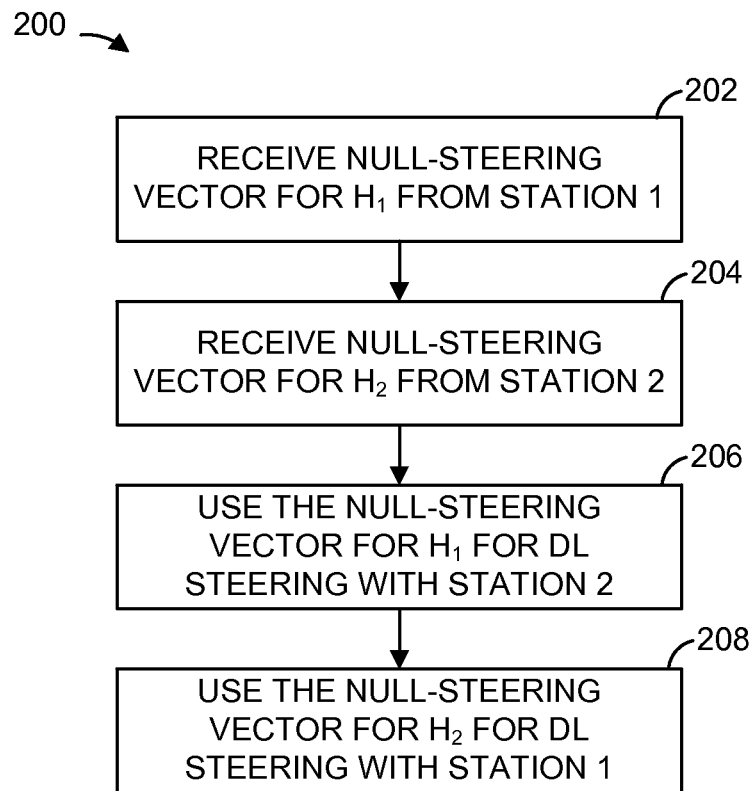 200
202
RECEIVE NULL-STEERING
VECTOR FOR H₁ FROM STATION 1
204
RECEIVE NULL-STEERING
VECTOR FOR H₂ FROM STATION 2
206
USE THE NULL-STEERING
VECTOR FOR H₁ FOR DL
STEERING WITH STATION 2
208
USE THE NULL-STEERING
VECTOR FOR H₂ FOR DL
STEERING WITH STATION 1